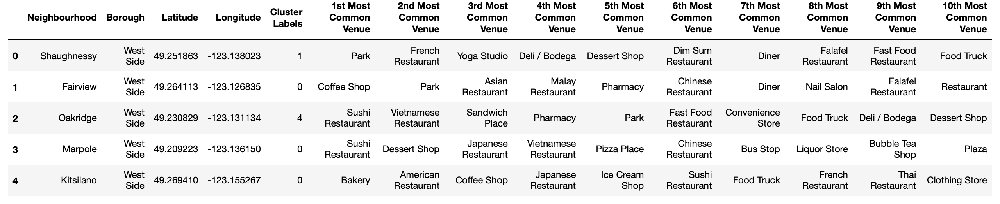 Neighbourhood Borough Latitude Longitude Cluster Labels 1st Most Common Venue 2nd Most Common Venue 3rd Most Common Venue 4th Most Common Venue 5th Most Common Venue 6th Most Common Venue 7th Most Common Venue 8th Most Common Venue 9th Most Common Venue 10th Most Common Venue
0 Shaughnessy West Side 49.251863 -123.138023 1 Park French Restaurant Yoga Studio Deli / Bodega Dessert Shop Dim Sum Restaurant Diner Falafel Restaurant Fast Food Restaurant Food Truck
1 Fairview West Side 49.264113 -123.126835 0 Coffee Shop Park Asian Restaurant Malay Restaurant Pharmacy Chinese Restaurant Diner Nail Salon Falafel Restaurant Restaurant
2 Oakridge West Side 49.230829 -123.131134 4 Sushi Restaurant Vietnamese Restaurant Sandwich Place Pharmacy Park Fast Food Restaurant Convenience Store Food Truck Deli / Bodega Dessert Shop
3 Marpole West Side 49.209223 -123.136150 0 Sushi Restaurant Dessert Shop Japanese Restaurant Vietnamese Restaurant Pizza Place Chinese Restaurant Bus Stop Liquor Store Bubble Tea Shop Plaza
4 Kitsilano West Side 49.269410 -123.155267 0 Bakery American Restaurant Coffee Shop Japanese Restaurant Ice Cream Shop Sushi Restaurant Food Truck French Restaurant Thai Restaurant Clothing Store